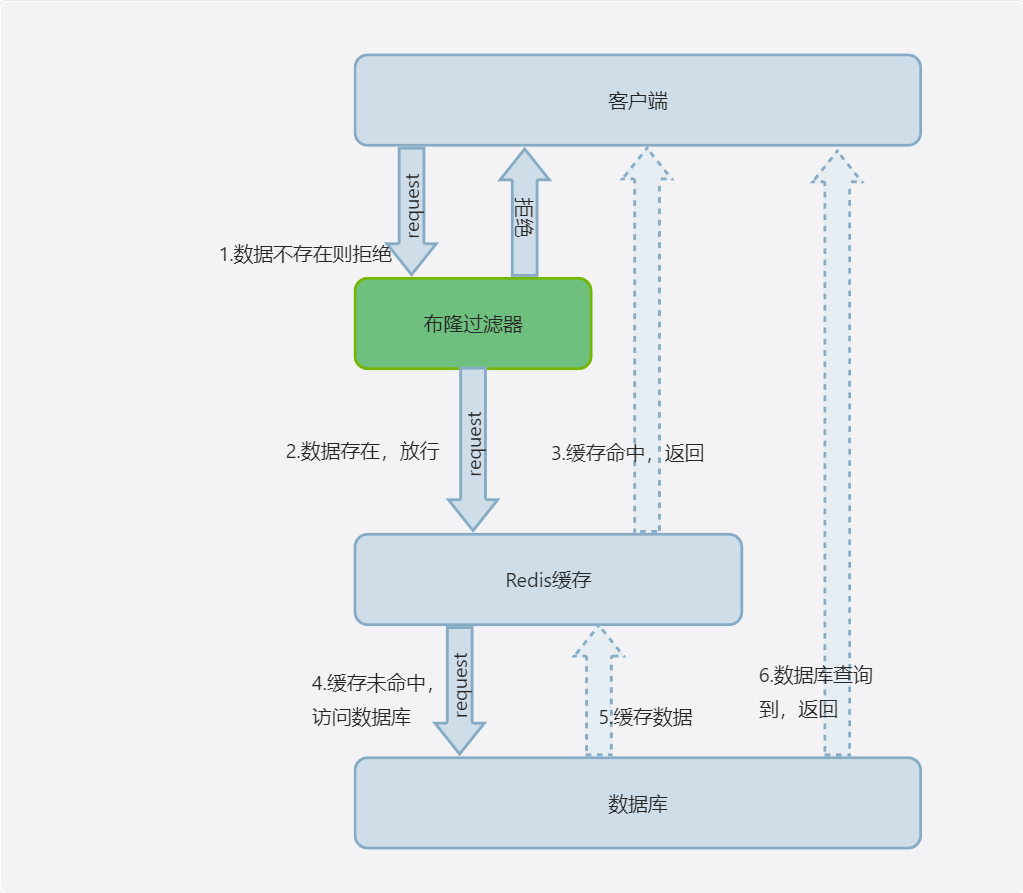 客户端
request
拒绝
1.数据不存在则拒绝
布隆过滤器
request
2.数据存在，放行
3.缓存命中，返回
Redis缓存
request
4.缓存未命中，
访问数据库
5.缓存数据
6.数据库查询
到，返回
数据库